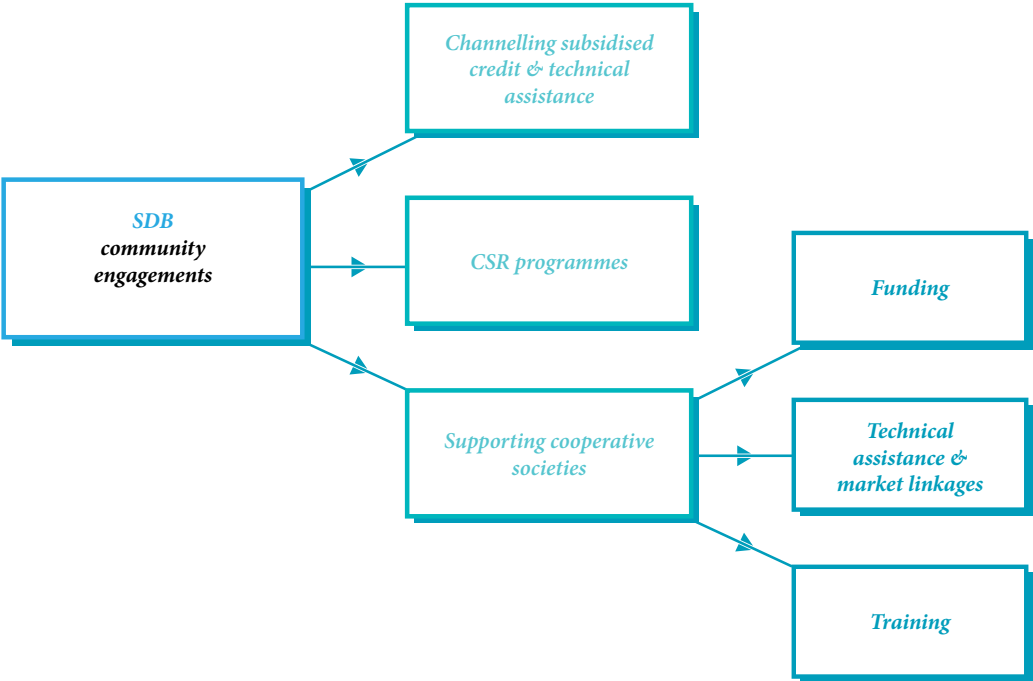 Channelling subsidised
credit & technical
assistance
SDB
community
engagements
CSR programmes
Funding
Supporting cooperative
societies
Technical
assistance &
market linkages
Training